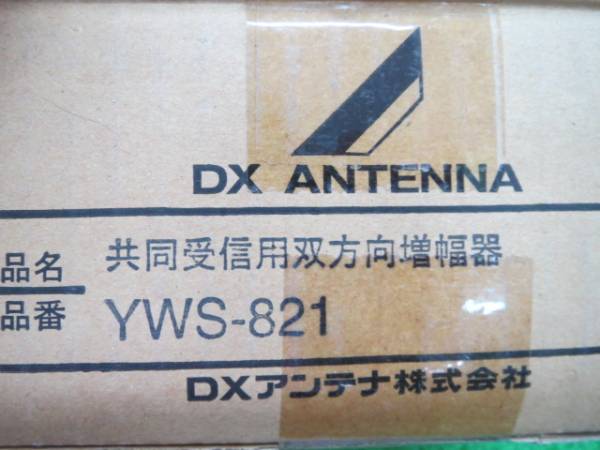 DX ANTENNA
品名 共同受信用双方向増幅器
品番 YWS-821
DXアンテナ株式会社